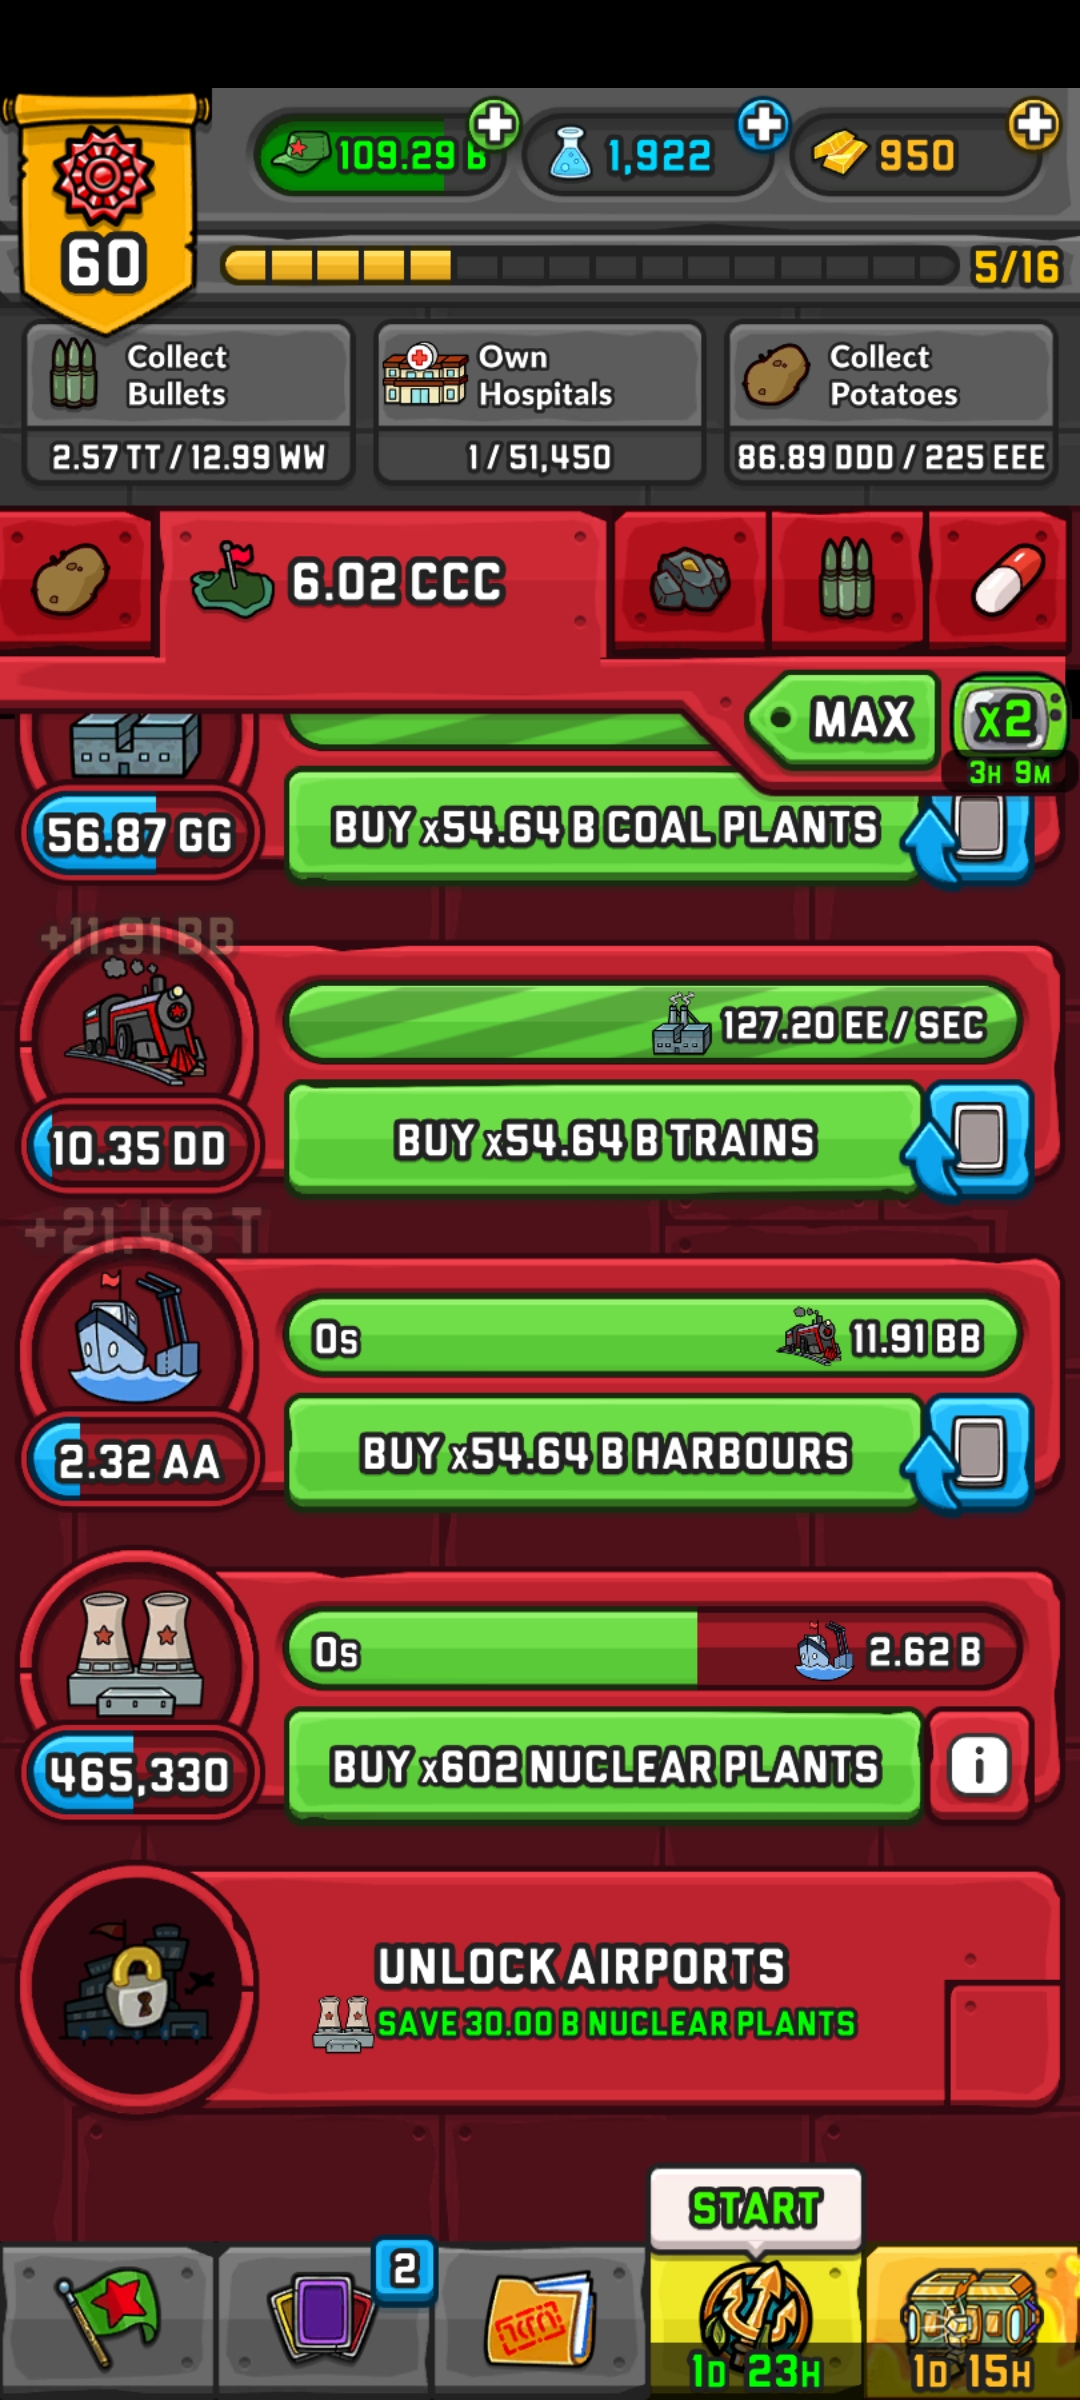 109.29 B
1,922
950
60
5/16
Collect
Bullets
Own
Hospitals
Collect
Potatoes
2.57 TT / 12.99 WW
1 / 51,450
86.89 DDD / 225 EEE
6.02 CCC
MAX
x2
3H 9M
56.87 GG
BUY x54.64 B COAL PLANTS
+11.91 BB
127.20 EE / SEC
10.35 DD
BUY x54.64 B TRAINS
+21.46 T
0s
11.91 BB
2.32 AA
BUY x54.64 B HARBOURS
0s
2.62 B
465,330
BUY x602 NUCLEAR PLANTS
i
UNLOCK AIRPORTS
SAVE 30.00 B NUCLEAR PLANTS
START
2
1D 23H
1D 15H